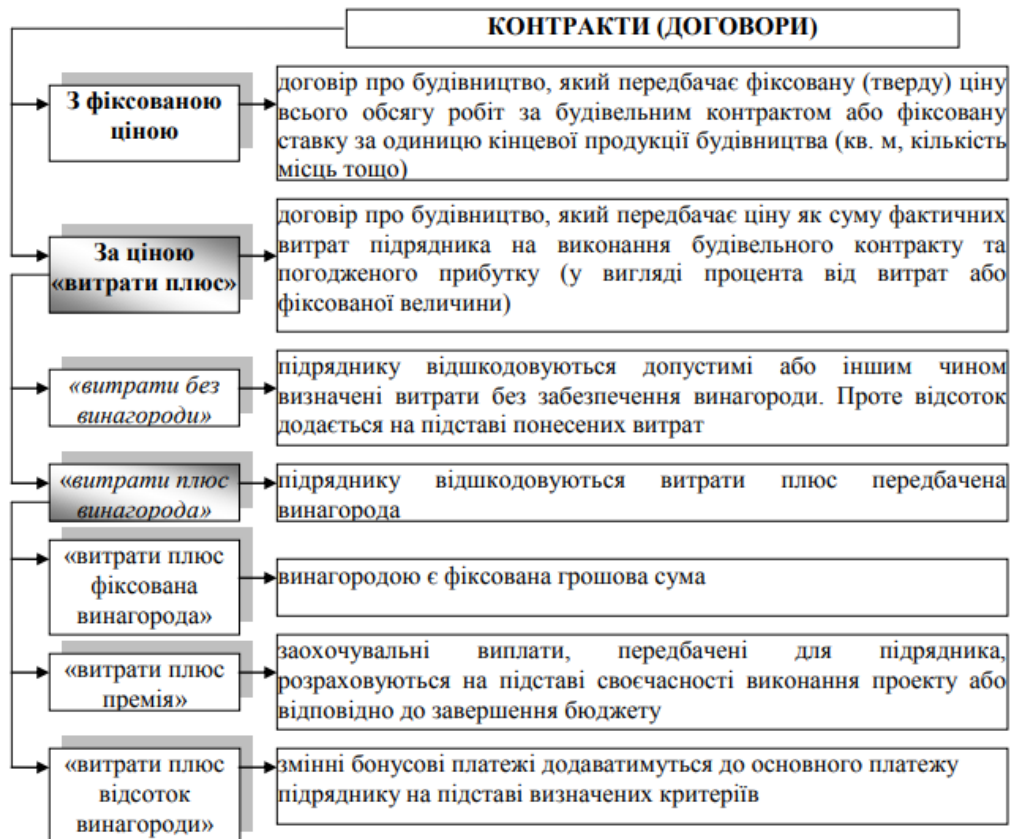 КОНТРАКТИ (ДОГОВОРИ)
З фіксованою
ціною
договір про будівництво, який передбачає фіксовану (тверду) ціну
всього обсягу робіт за будівельним контрактом або фіксовану
ставку за одиницю кінцевої продукції будівництва (кв. м, кількість
місць тощо)
За ціною
«витрати плюс»
договір про будівництво, який передбачає ціну як суму фактичних
витрат підрядника на виконання будівельного контракту та
погодженого прибутку (у вигляді процента від витрат або
фіксованої величини)
«витрати без
винагороди»
підряднику відшкодовуються допустимі або іншим чином
визначені витрати без забезпечення винагороди. Проте відсоток
додається на підставі понесених витрат
«витрати плюс
винагорода»
підряднику відшкодовуються витрати плюс передбачена
винагорода
«витрати плюс
фіксована
винагорода»
винагородою є фіксована грошова сума
«витрати плюс
премія»
заохочувальні виплати, передбачені для підрядника,
розраховуються на підставі своєчасності виконання проекту або
відповідно до завершення бюджету
«витрати плюс
відсоток
винагороди»
змінні бонусові платежі додаватимуться до основного платежу
підряднику на підставі визначених критеріїв